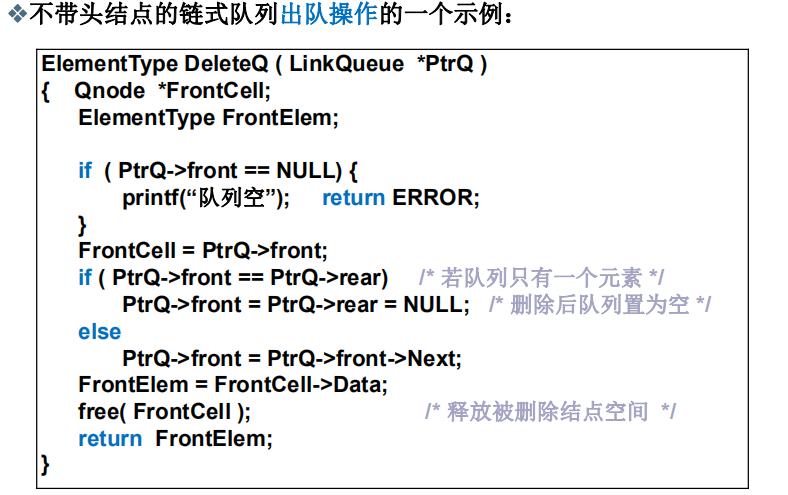 ❖不带头结点的链式队列出队操作的一个示例：
ElementType DeleteQ ( LinkQueue *PtrQ )
{ Qnode *FrontCell;
ElementType FrontElem;
if ( PtrQ->front == NULL) {
printf(“队列空”); return ERROR;
}
FrontCell = PtrQ->front;
if ( PtrQ->front == PtrQ->rear) /* 若队列只有一个元素 */
PtrQ->front = PtrQ->rear = NULL; /* 删除后队列置为空 */
else
PtrQ->front = PtrQ->front->Next;
FrontElem = FrontCell->Data;
free( FrontCell ); /* 释放被删除结点空间 */
return FrontElem;
}